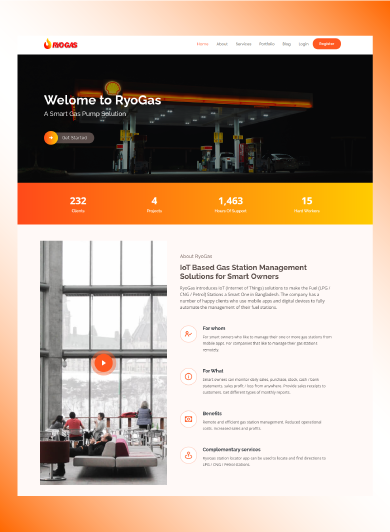 RYOGAS
Home About Services Portfolio Blog Login Register
Welome to RyoGas
A Smart Gas Pump Solution
Get Started
232 4 1,463 15
Clients Projects Hours Of Support Hard Workers
About RyoGas
IoT Based Gas Station Management
Solutions for Smart Owners
RyoGas introduces IoT (Internet of Things) solutions to make the Fuel (LPG /
CNG / Petrol) Stations a Smart One in Bangladesh. The company has a
number of happy clients who use mobile apps and digital devices to fully
automate the management of their fuel stations.
For whom
For smart owners who like to manage their one or more gas stations from
mobile apps. For companies that like to manage their gas stations
remotely.
For What
Smart owners can monitor daily sales, purchase, stock, cash / bank
statements, sales profit / loss from anywhere. Provide sales receipts to
customers. Get different types of monthly reports.
Benefits
Remote and efficient gas station management. Reduced operational
costs. Increased sales and profits.
Complementary services
RyoGas station locator app can be used to locate and find directions to
LPG / CNG / Petrol stations.